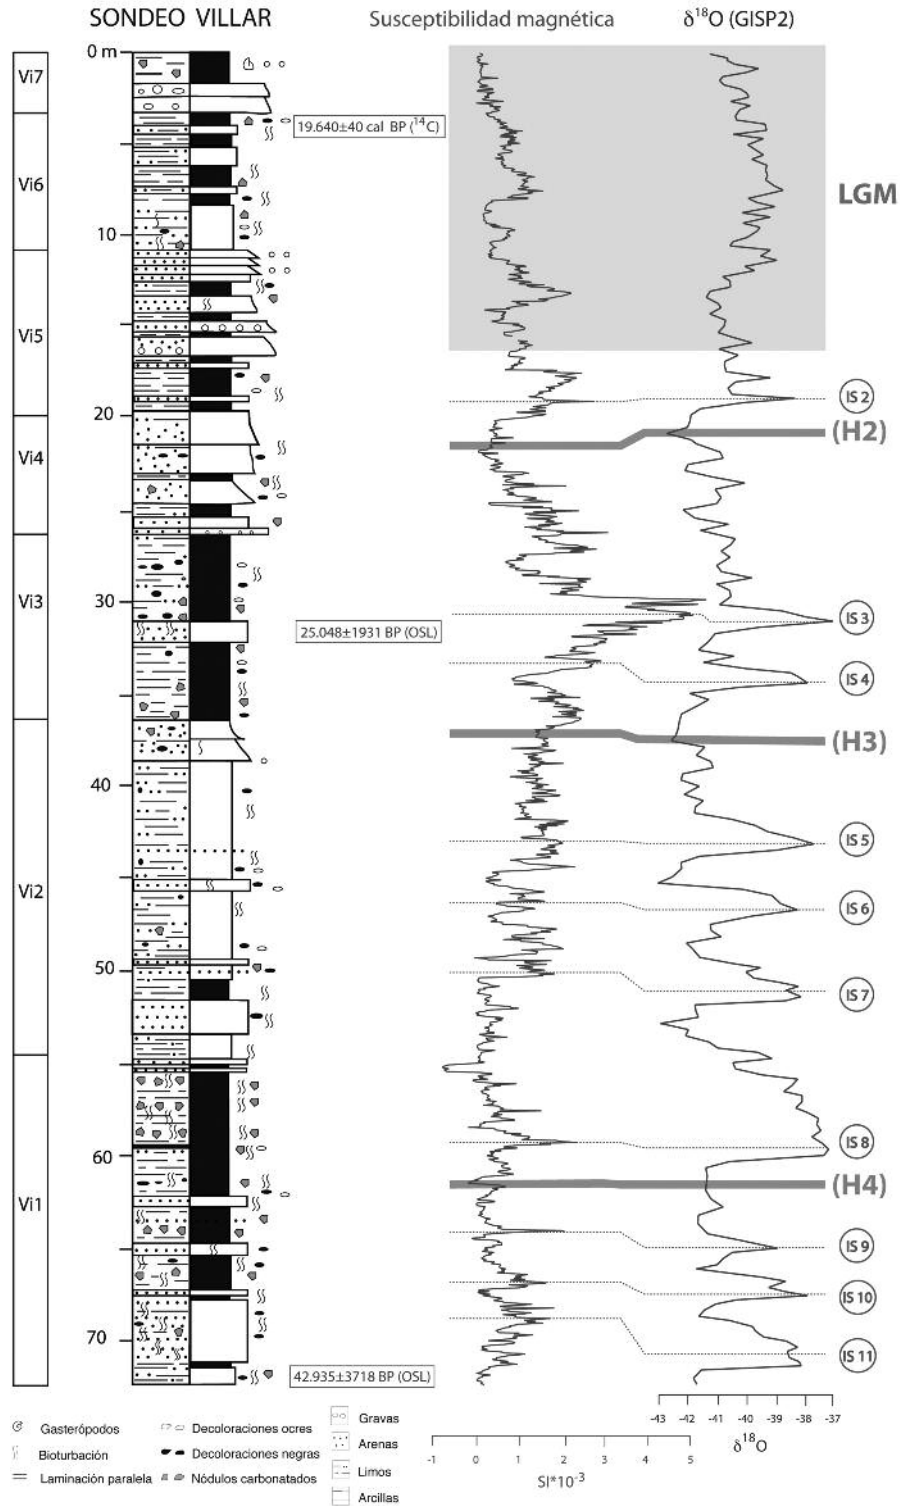 SONDEO VILLAR
Susceptibilidad magnética
δ¹⁸O (GISP2)
0 m
Vi7
19.640±40 cal BP (¹⁴C)
Vi6
LGM
10
Vi5
IS 2
20
(H2)
Vi4
Vi3
30
IS 3
25.048±1931 BP (OSL)
IS 4
(H3)
40
IS 5
Vi2
IS 6
50
IS 7
60
IS 8
(H4)
Vi1
IS 9
IS 10
70
IS 11
42.935±3718 BP (OSL)
-43 -42 -41 -40 -39 -38 -37
δ¹⁸O
-1 0 1 2 3 4 5
SI*10⁻³
Gasterópodos
Bioturbación
Laminación paralela
Decoloraciones ocres
Decoloraciones negras
Nódulos carbonatados
Gravas
Arenas
Limos
Arcillas